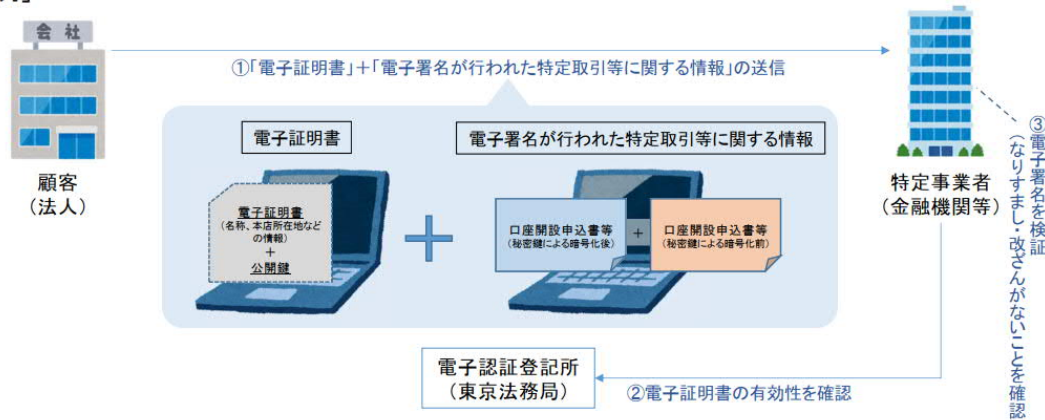 会 社
①｢電子証明書｣＋｢電子署名が行われた特定取引等に関する情報｣の送信
電子証明書
電子署名が行われた特定取引等に関する情報
電子証明書
（名称、本店所在地など
の情報）
＋
公開鍵
口座開設申込書等
（秘密鍵による暗号化後）
+
口座開設申込書等
（秘密鍵による暗号化前）
顧客
（法人）
特定事業者
（金融機関等）
③電子署名を検証
（なりすまし・改ざんがないことを確認
電子認証登記所
（東京法務局）
②電子証明書の有効性を確認